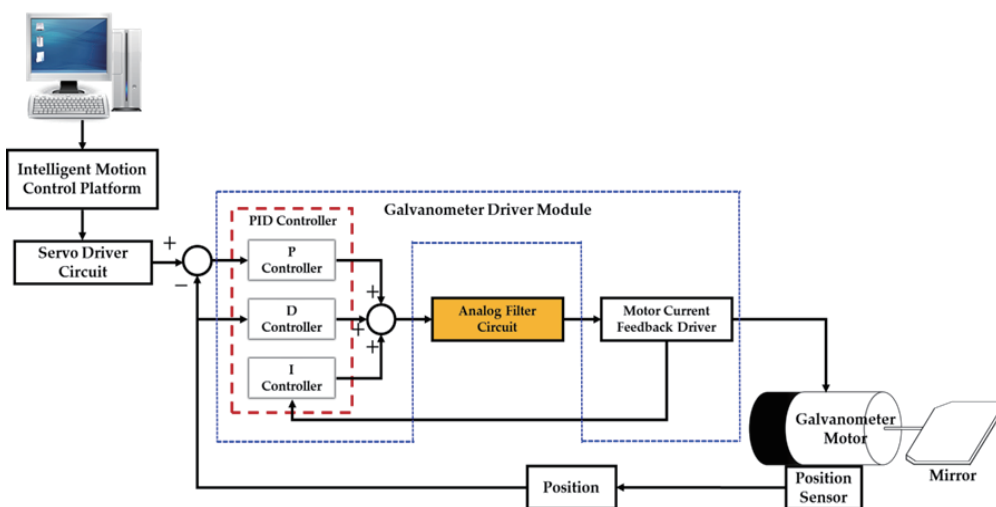 Intelligent Motion
Control Platform
Servo Driver
Circuit
+
−
Galvanometer Driver Module
PID Controller
P
Controller
D
Controller
I
Controller
+
+
+
Analog Filter
Circuit
Motor Current
Feedback Driver
Galvanometer
Motor
Mirror
Position
Sensor
Position